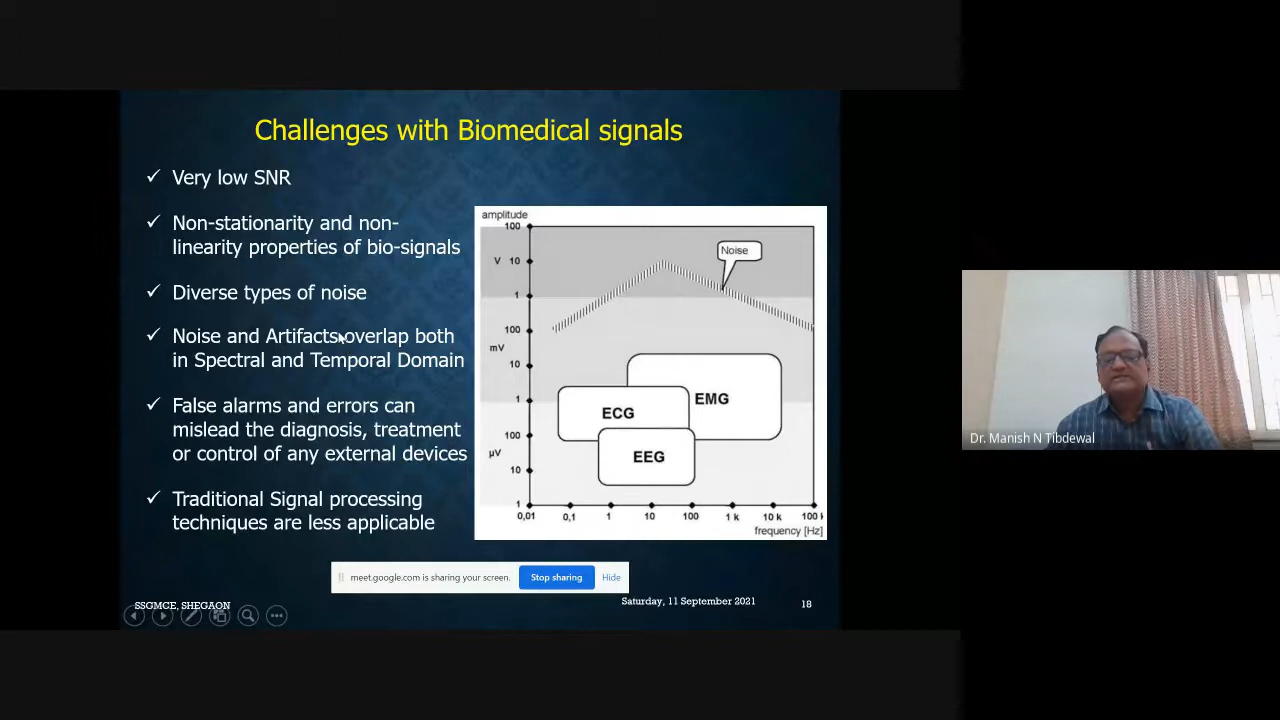 Challenges with Biomedical signals
✓ Very low SNR
✓ Non-stationarity and non-
linearity properties of bio-signals
✓ Diverse types of noise
✓ Noise and Artifacts overlap both
in Spectral and Temporal Domain
✓ False alarms and errors can
mislead the diagnosis, treatment
or control of any external devices
✓ Traditional Signal processing
techniques are less applicable
amplitude
100
V 10
1
100
mV
10
1
100
µV
10
1
Noise
ECG
EMG
EEG
0,01 0,1 1 10 100 1 k 10 k 100 k
frequency [Hz]
meet.google.com is sharing your screen. Stop sharing Hide
SSGMCE, SHEGAON
Saturday, 11 September 2021
18
Dr. Manish N Tibdewal